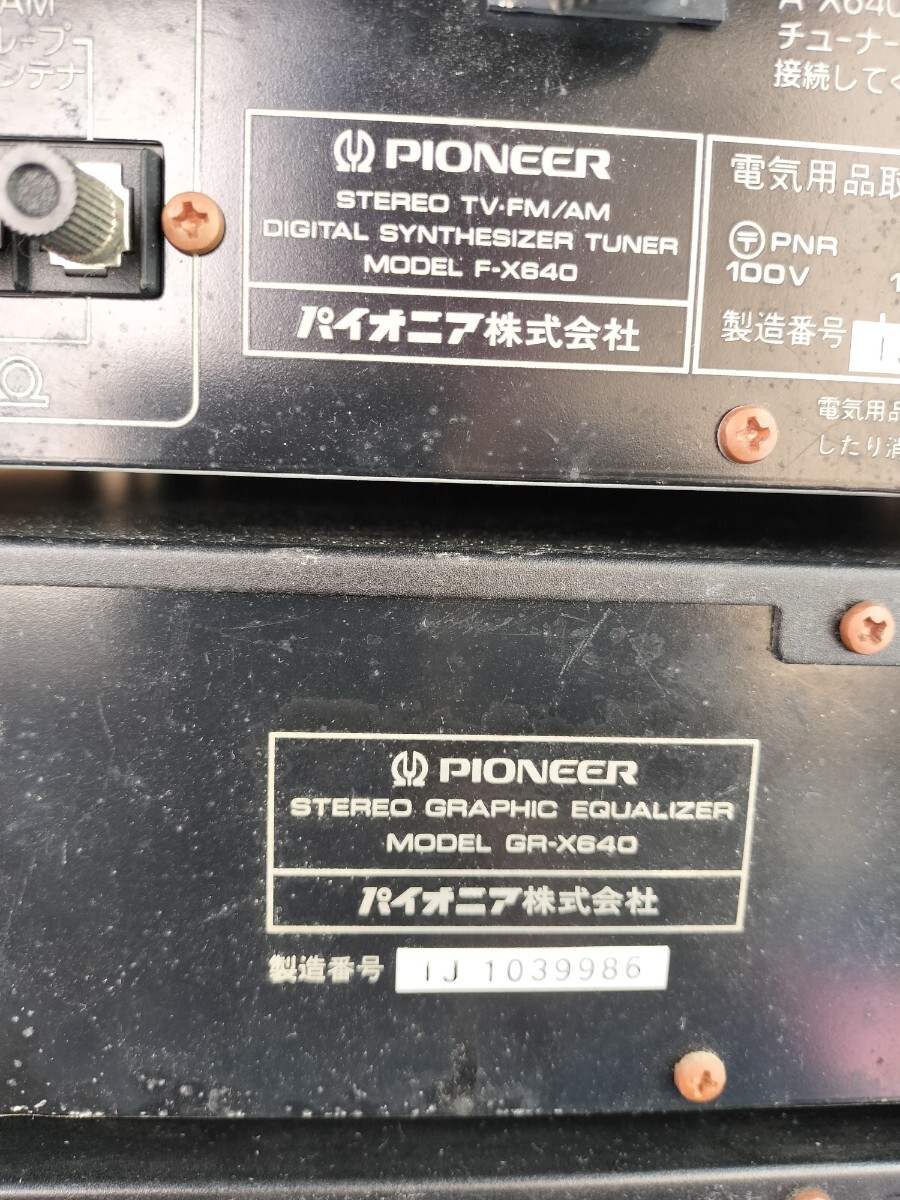 AM
ループ
ンテナ
A-X640
チューナー
接続してく
PIONEER
STEREO TV·FM/AM
DIGITAL SYNTHESIZER TUNER
MODEL F-X640
パイオニア株式会社
電気用品取
〒 PNR
100V
製造番号
電気用品
したり消
Ω
PIONEER
STEREO GRAPHIC EQUALIZER
MODEL GR-X640
パイオニア株式会社
製造番号 IJ 1039986